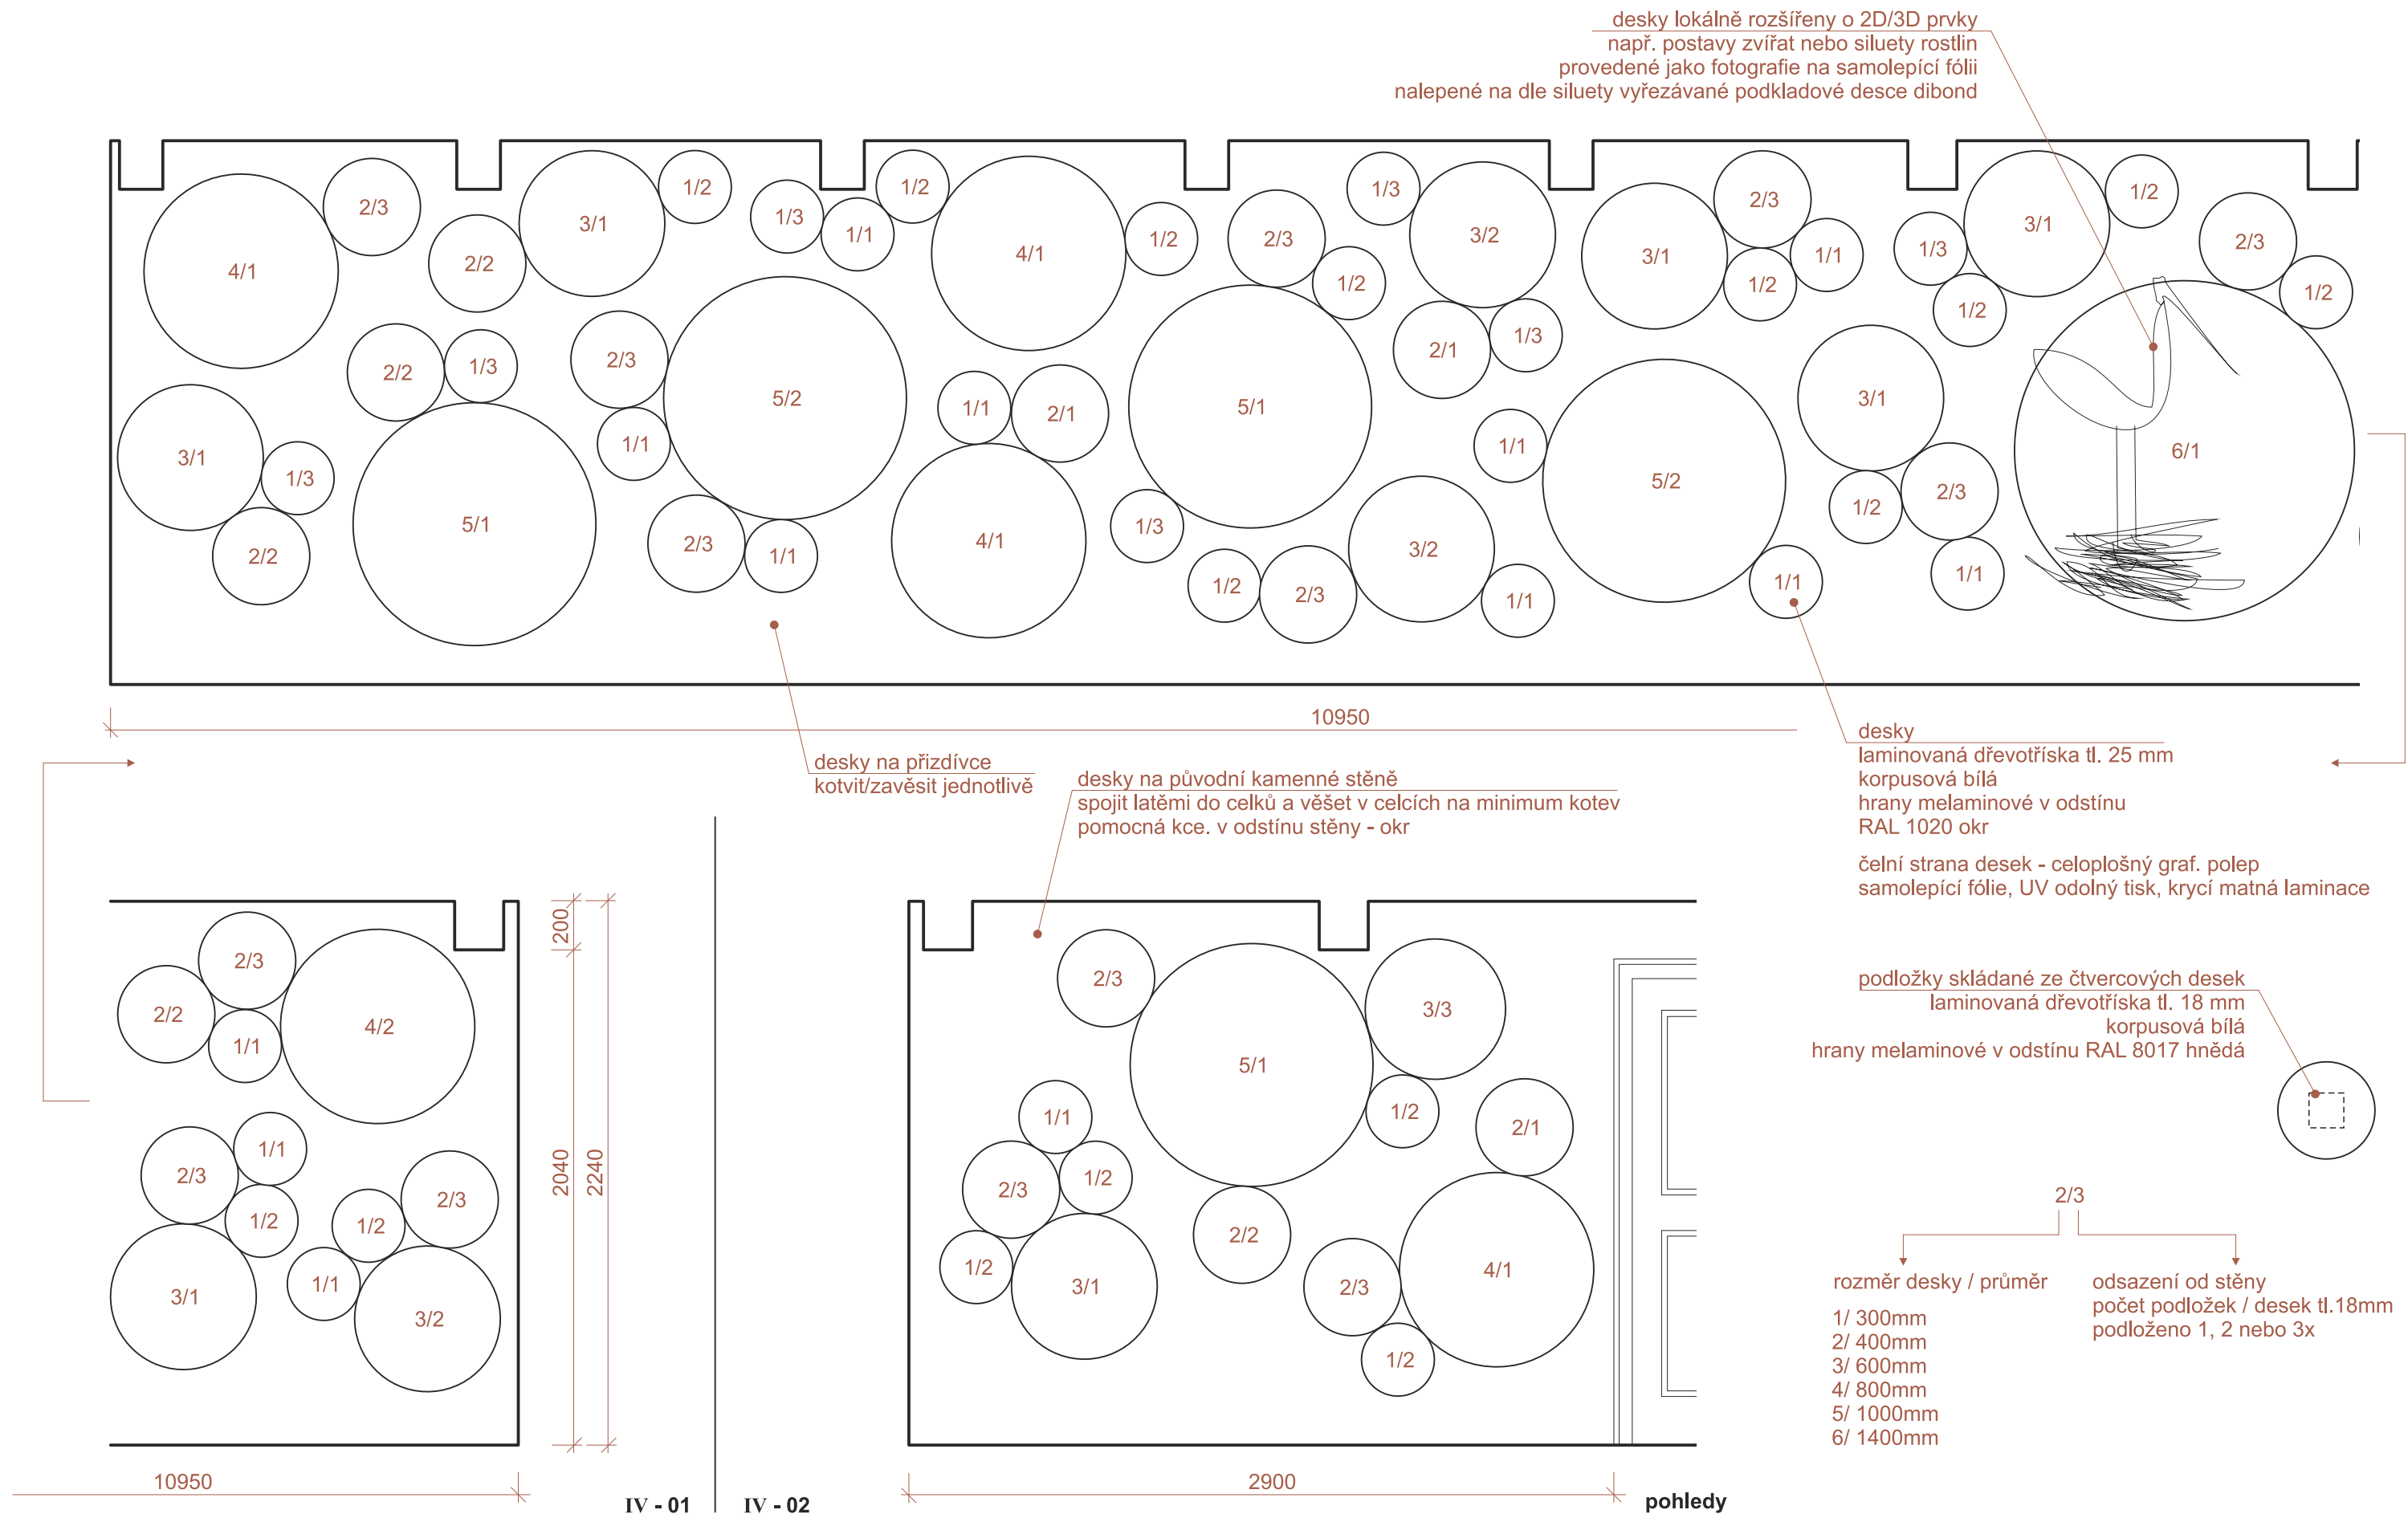 desky lokálně rozšířeny o 2D/3D prvky
např. postavy zvířat nebo siluety rostlin
provedené jako fotografie na samolepící fólii
nalepené na dle siluety vyřezávané podkladové desce dibond
4/1
2/3
2/2
3/1
1/2
1/3
1/1
1/2
4/1
1/2
2/3
1/2
1/3
3/2
2/1
1/3
3/1
2/3
1/2
1/1
1/3
1/2
3/1
1/2
2/3
1/2
3/1
1/3
2/2
2/2
1/3
5/1
2/3
1/1
5/2
2/3
1/1
1/1
2/1
4/1
5/1
1/3
1/2
2/3
3/2
1/1
1/1
5/2
1/1
3/1
1/2
2/3
1/1
6/1
10950
desky na přizdívce
kotvit/zavěsit jednotlivě
desky na původní kamenné stěně
spojit latěmi do celků a věšet v celcích na minimum kotev
pomocná kce. v odstínu stěny - okr
desky
laminovaná dřevotříska tl. 25 mm
korpusová bílá
hrany melaminové v odstínu
RAL 1020 okr
čelní strana desek - celoplošný graf. polep
samolepící fólie, UV odolný tisk, krycí matná laminace
2/3
2/2
1/1
4/2
2/3
1/1
1/2
3/1
1/2
2/3
1/1
3/2
200
2040
2240
10950
IV - 01
IV - 02
2/3
5/1
3/3
1/2
1/1
2/3
1/2
1/2
3/1
2/2
2/1
2/3
4/1
1/2
2900
pohledy
podložky skládané ze čtvercových desek
laminovaná dřevotříska tl. 18 mm
korpusová bílá
hrany melaminové v odstínu RAL 8017 hnědá
2/3
rozměr desky / průměr
1/ 300mm
2/ 400mm
3/ 600mm
4/ 800mm
5/ 1000mm
6/ 1400mm
odsazení od stěny
počet podložek / desek tl.18mm
podloženo 1, 2 nebo 3x